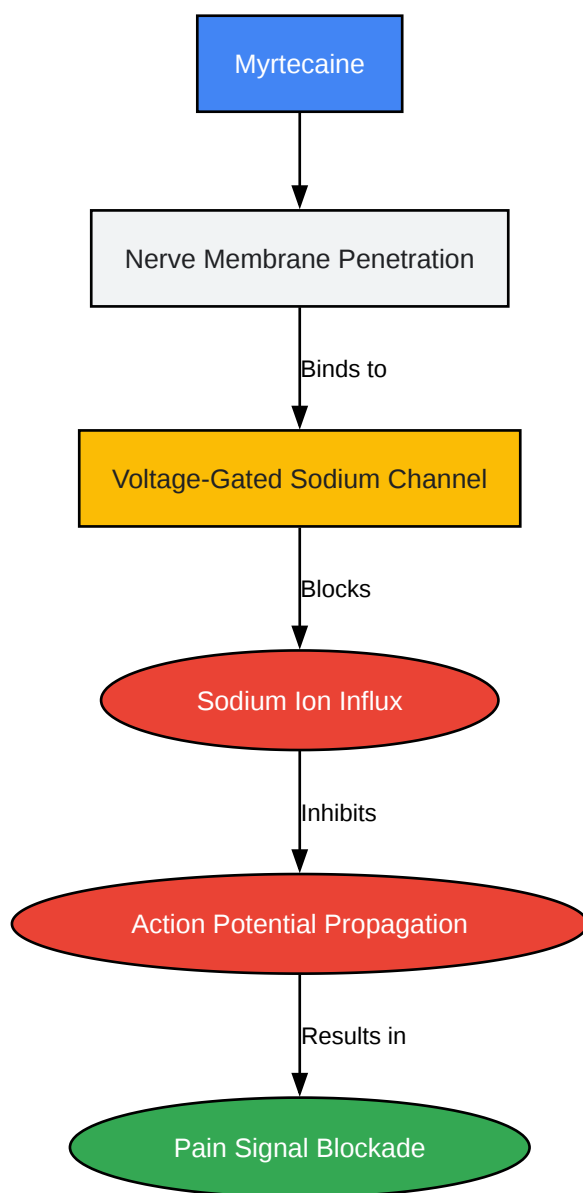 Myrtecaine
Nerve Membrane Penetration
Binds to
Voltage-Gated Sodium Channel
Blocks
Sodium Ion Influx
Inhibits
Action Potential Propagation
Results in
Pain Signal Blockade